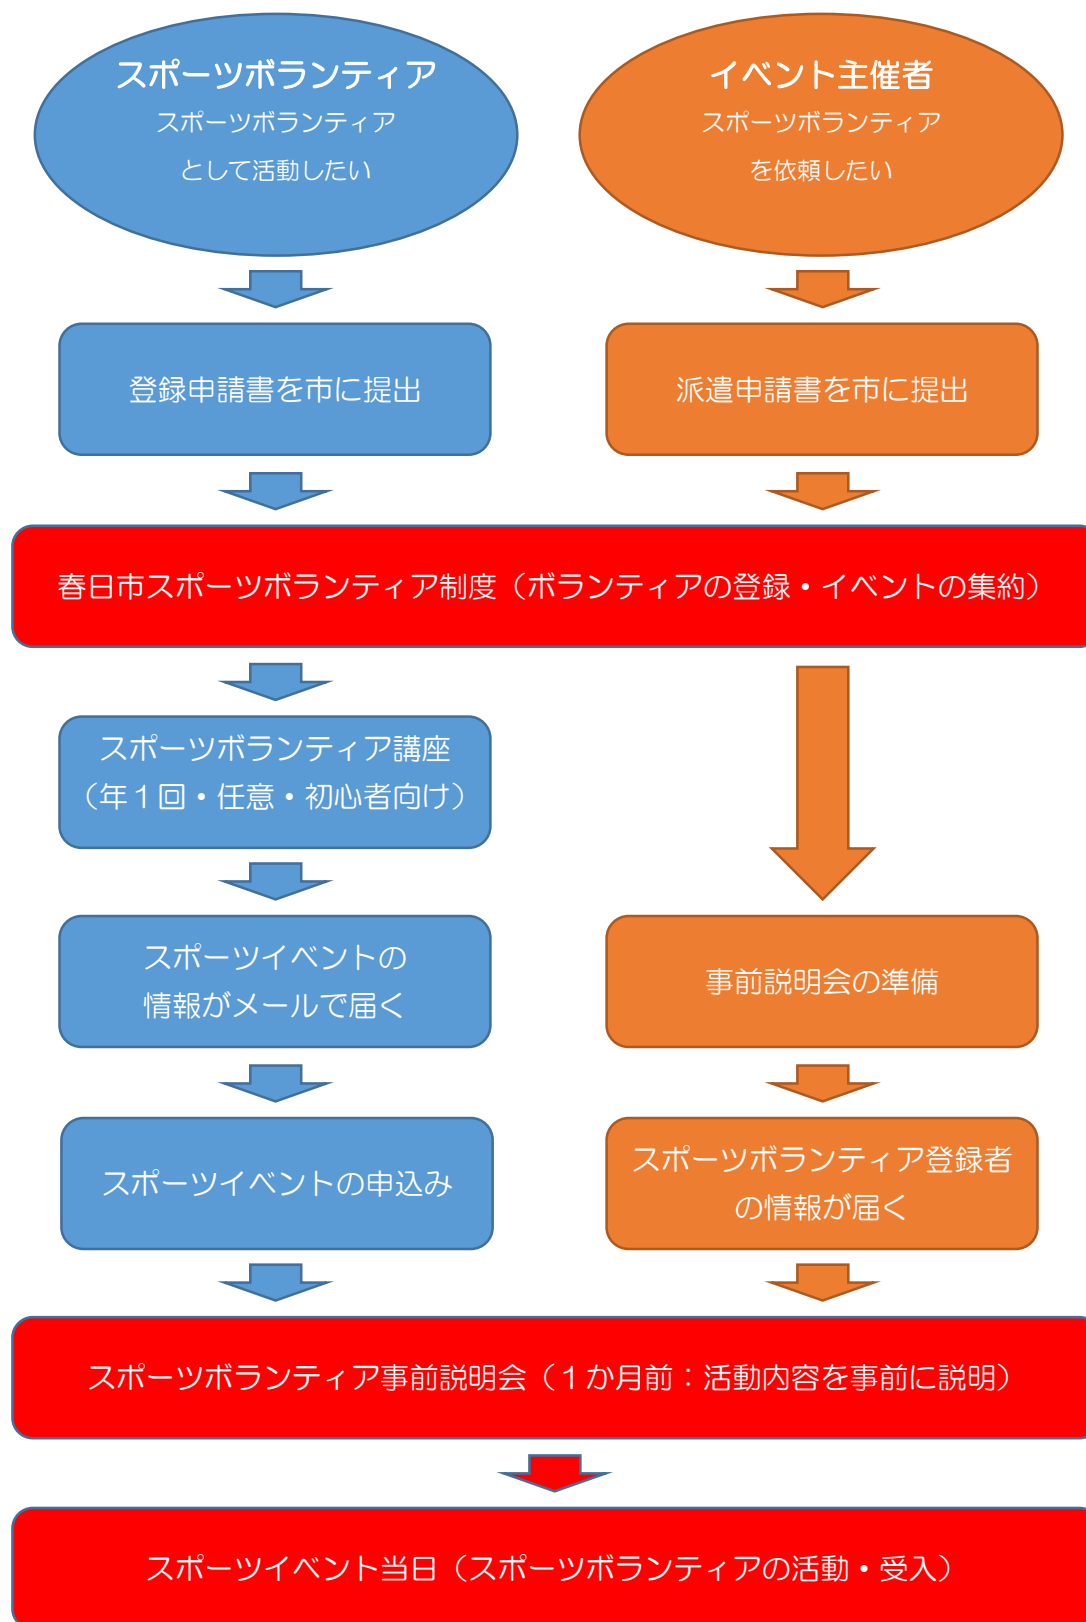 スポーツボランティア
スポーツボランティア
として活動したい
イベント主催者
スポーツボランティア
を依頼したい
登録申請書を市に提出
派遣申請書を市に提出
春日市スポーツボランティア制度（ボランティアの登録・イベントの集約）
スポーツボランティア講座
（年１回・任意・初心者向け）
スポーツイベントの
情報がメールで届く
事前説明会の準備
スポーツイベントの申込み
スポーツボランティア登録者
の情報が届く
スポーツボランティア事前説明会（１か月前：活動内容を事前に説明）
スポーツイベント当日（スポーツボランティアの活動・受入）